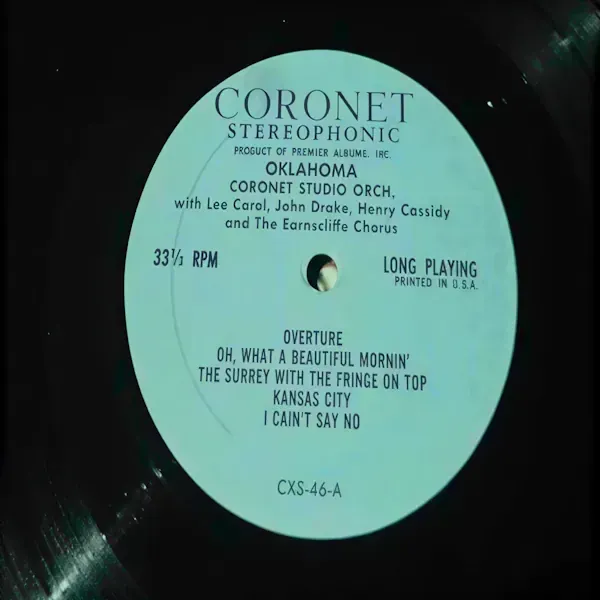 CORONET
STEREOPHONIC
PRODUCT OF PREMIER ALBUMS, INC.
OKLAHOMA
CORONET STUDIO ORCH,
with Lee Carol, John Drake, Henry Cassidy
and The Earnscliffe Chorus
33⅓ RPM
LONG PLAYING
PRINTED IN U.S.A.
OVERTURE
OH, WHAT A BEAUTIFUL MORNIN'
THE SURREY WITH THE FRINGE ON TOP
KANSAS CITY
I CAIN'T SAY NO
CXS-46-A